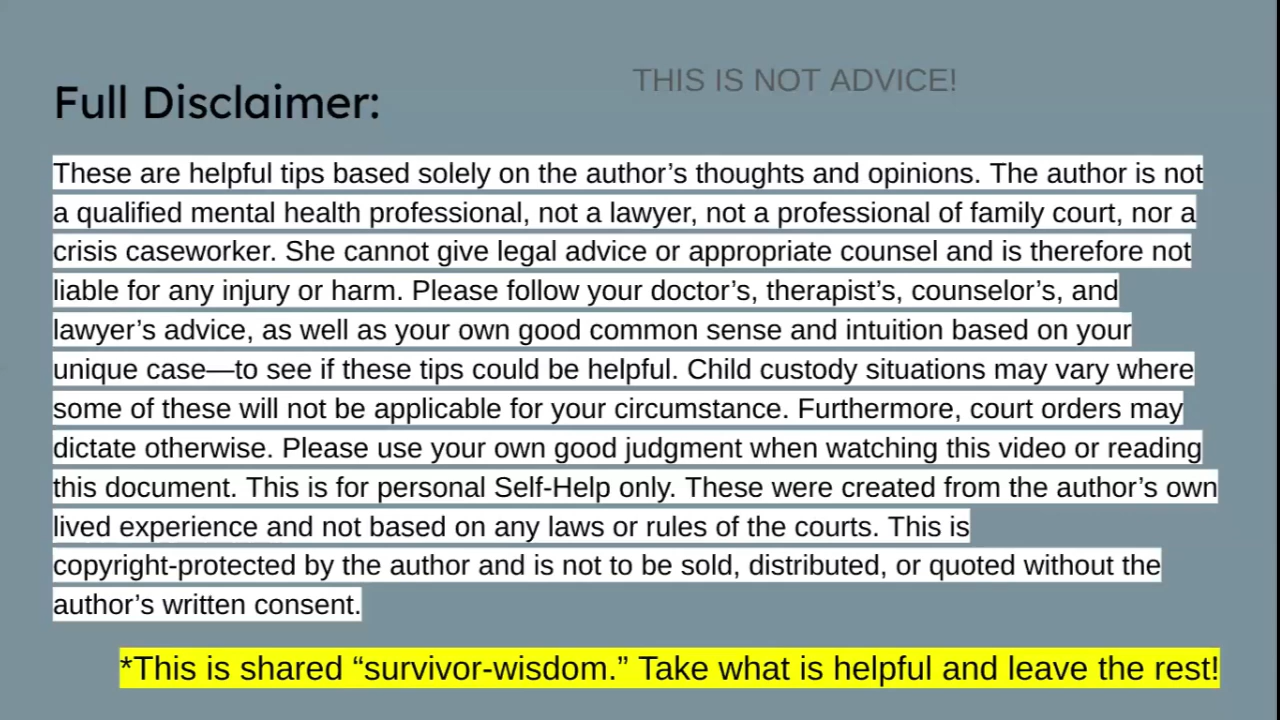 THIS IS NOT ADVICE!
Full Disclaimer:
These are helpful tips based solely on the author’s thoughts and opinions. The author is not
a qualified mental health professional, not a lawyer, not a professional of family court, nor a
crisis caseworker. She cannot give legal advice or appropriate counsel and is therefore not
liable for any injury or harm. Please follow your doctor’s, therapist’s, counselor’s, and
lawyer’s advice, as well as your own good common sense and intuition based on your
unique case—to see if these tips could be helpful. Child custody situations may vary where
some of these will not be applicable for your circumstance. Furthermore, court orders may
dictate otherwise. Please use your own good judgment when watching this video or reading
this document. This is for personal Self-Help only. These were created from the author’s own
lived experience and not based on any laws or rules of the courts. This is
copyright-protected by the author and is not to be sold, distributed, or quoted without the
author’s written consent.
*This is shared “survivor-wisdom.” Take what is helpful and leave the rest!